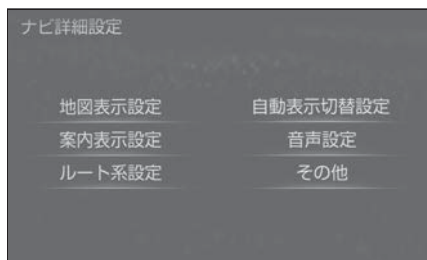 ナビ詳細設定
地図表示設定
自動表示切替設定
案内表示設定
音声設定
ルート系設定
その他